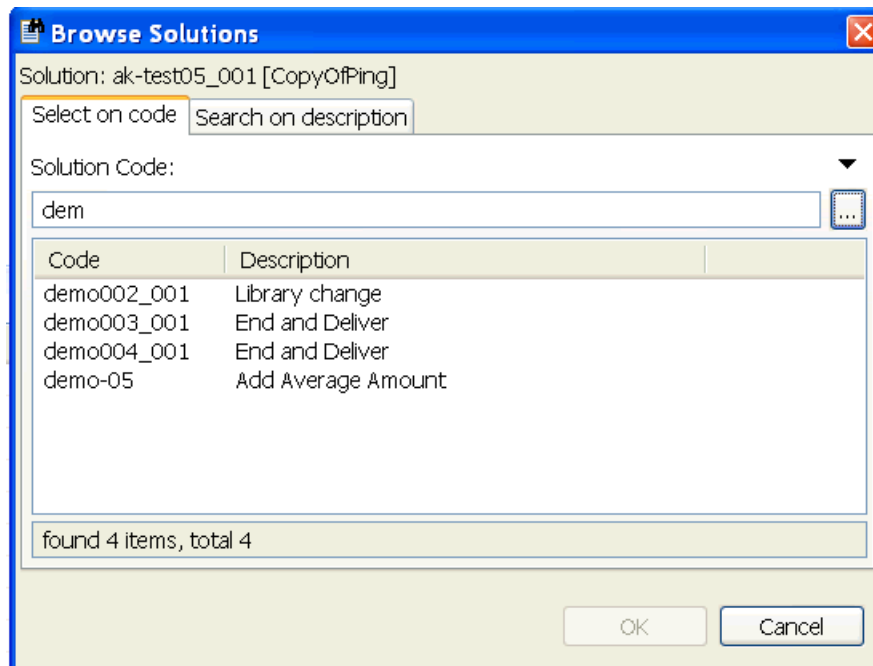 Browse Solutions
Solution: ak-test05_001 [CopyOfPing]
Select on code Search on description
Solution Code:
dem ...
Code Description
demo002_001 Library change
demo003_001 End and Deliver
demo004_001 End and Deliver
demo-05 Add Average Amount
found 4 items, total 4
OK Cancel